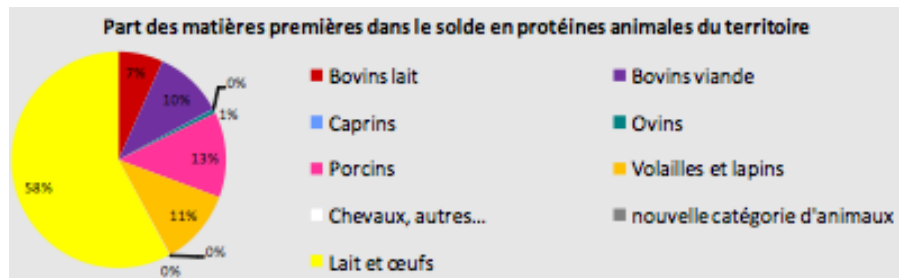 Part des matières premières dans le solde en protéines animales du territoire
7%
10%
0%
1%
13%
11%
0%
0%
58%
Bovins lait
Bovins viande
Caprins
Ovins
Porcins
Volailles et lapins
Chevaux, autres...
nouvelle catégorie d'animaux
Lait et œufs